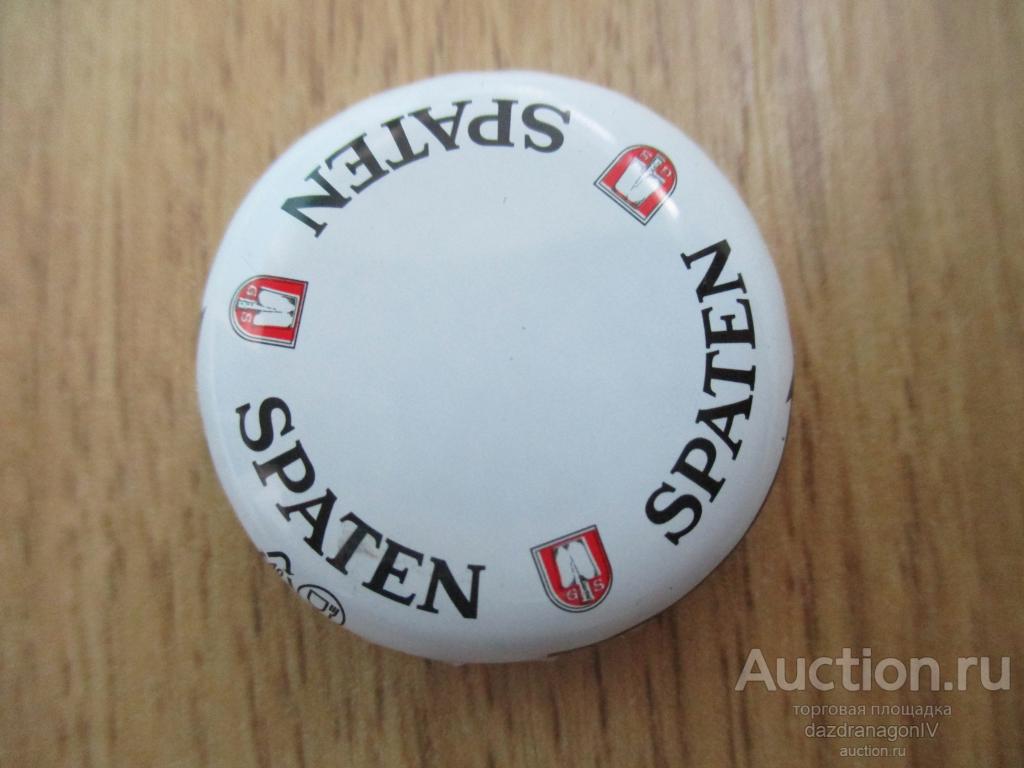 SPATEN
SPATEN
SPATEN
G S
G S
G S
Auction.ru
торговая площадка
dazdranagonIV
auction.ru